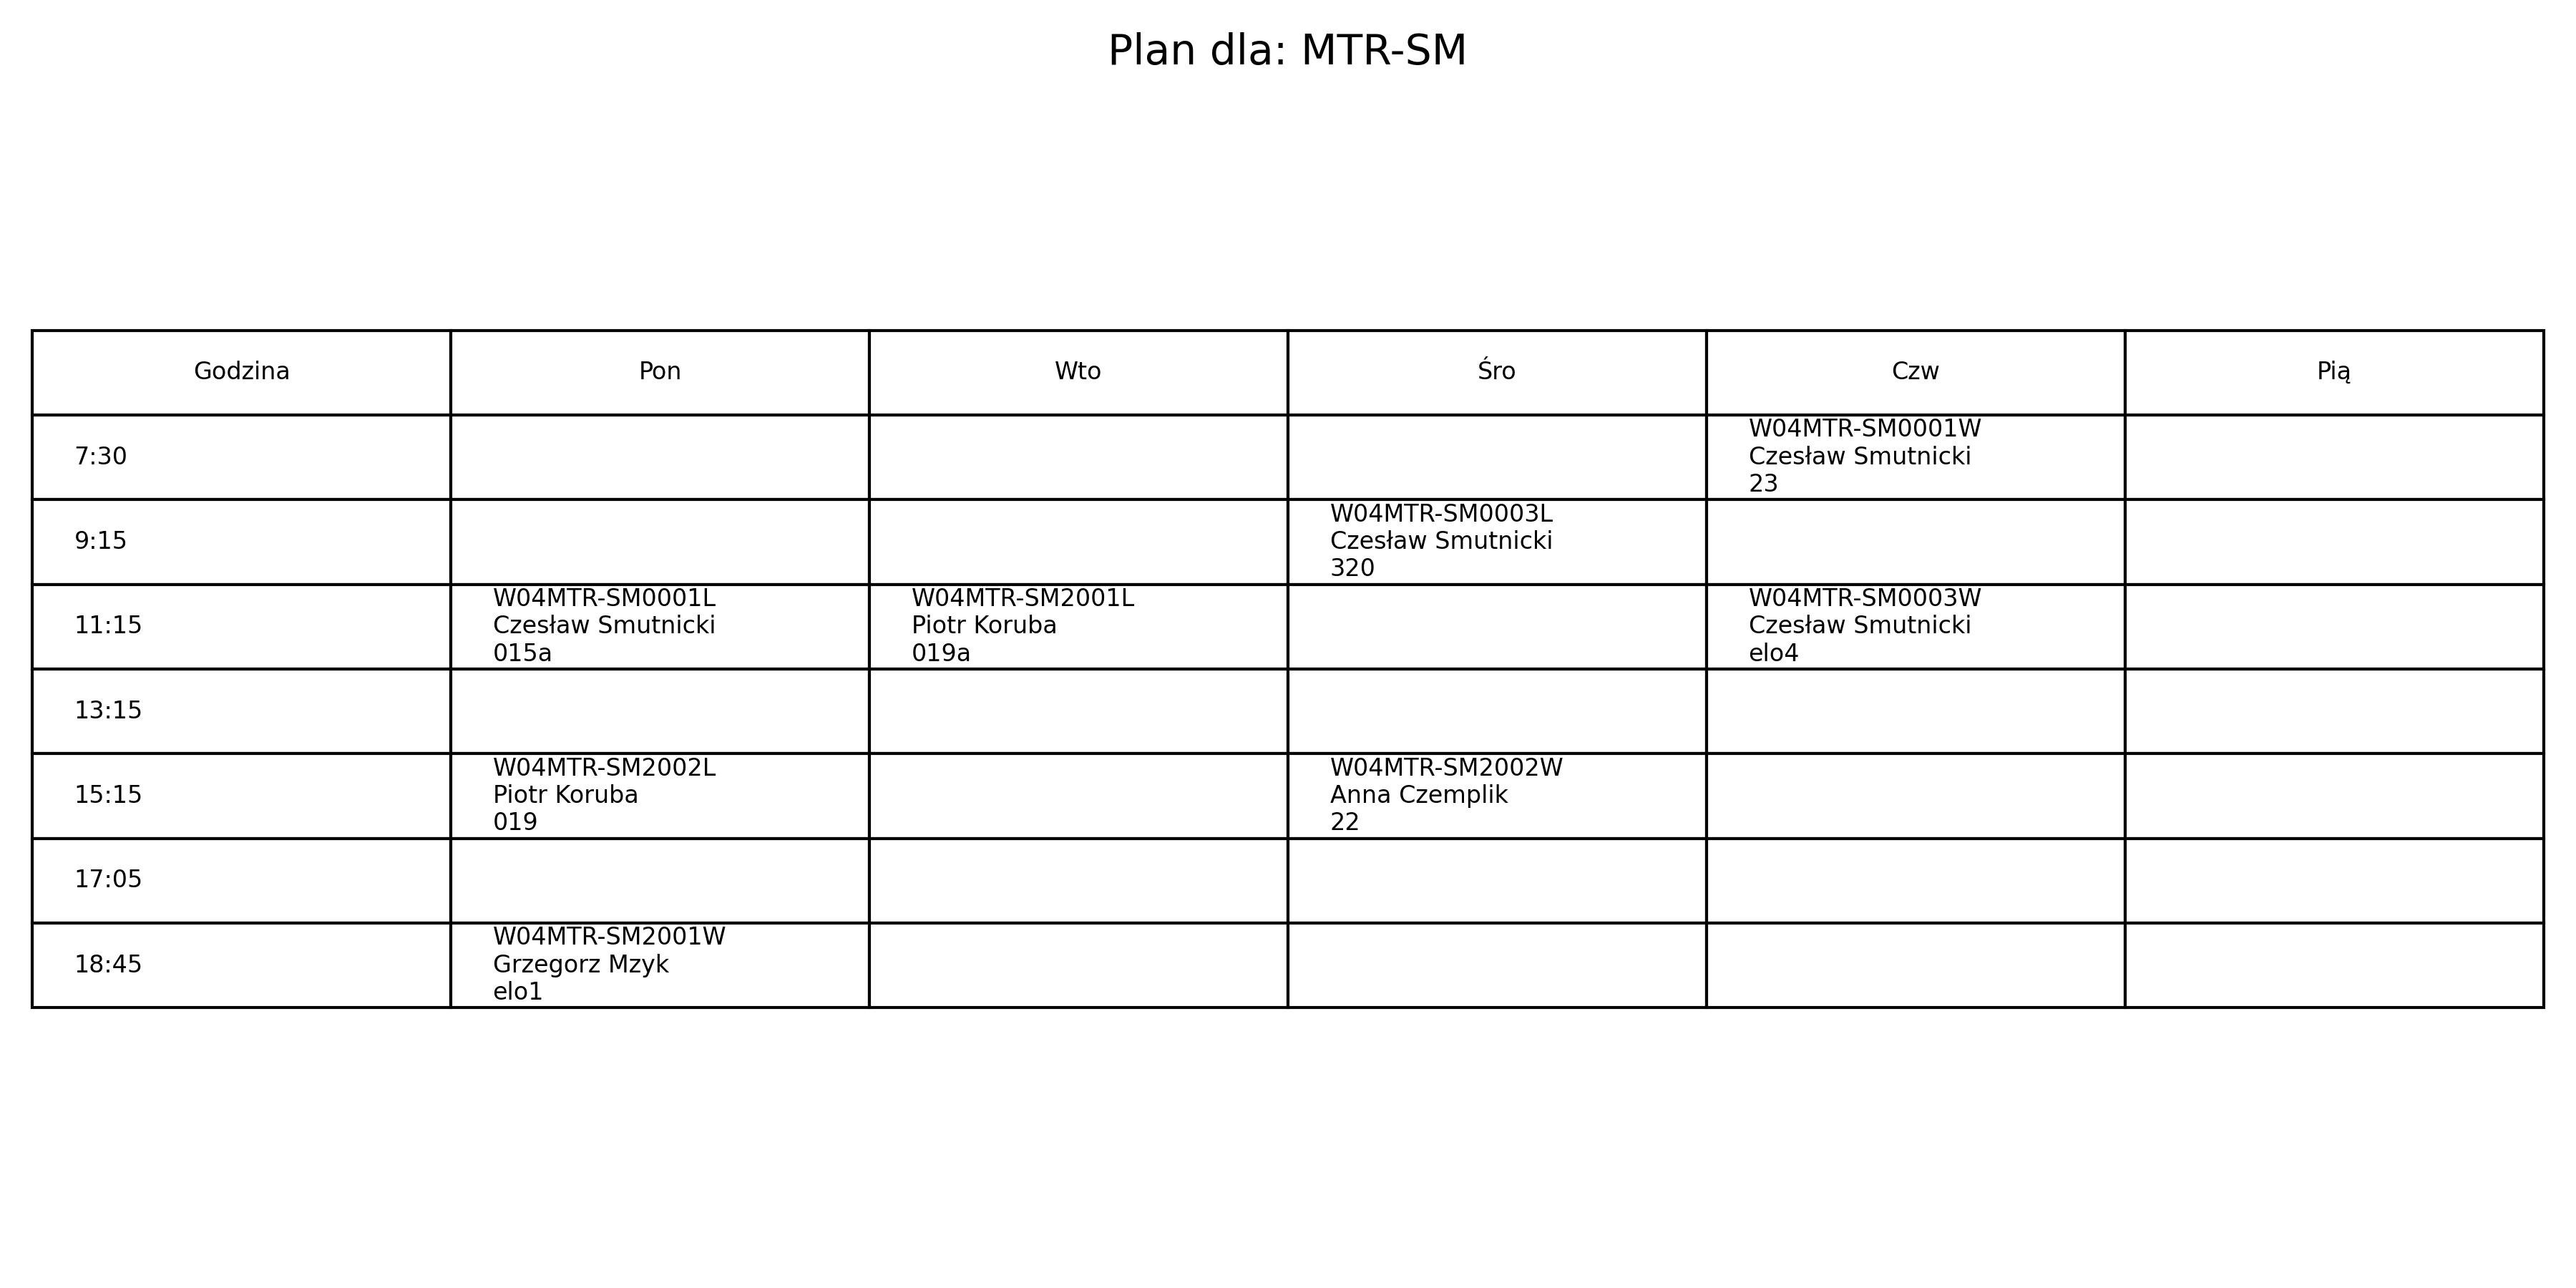 Plan dla: MTR-SM
Godzina
Pon
Wto
Śro
Czw
Pią
7:30
W04MTR-SM0001W
Czesław Smutnicki
23
9:15
W04MTR-SM0003L
Czesław Smutnicki
320
11:15
W04MTR-SM0001L
Czesław Smutnicki
015a
W04MTR-SM2001L
Piotr Koruba
019a
W04MTR-SM0003W
Czesław Smutnicki
elo4
13:15
15:15
W04MTR-SM2002L
Piotr Koruba
019
W04MTR-SM2002W
Anna Czemplik
22
17:05
18:45
W04MTR-SM2001W
Grzegorz Mzyk
elo1